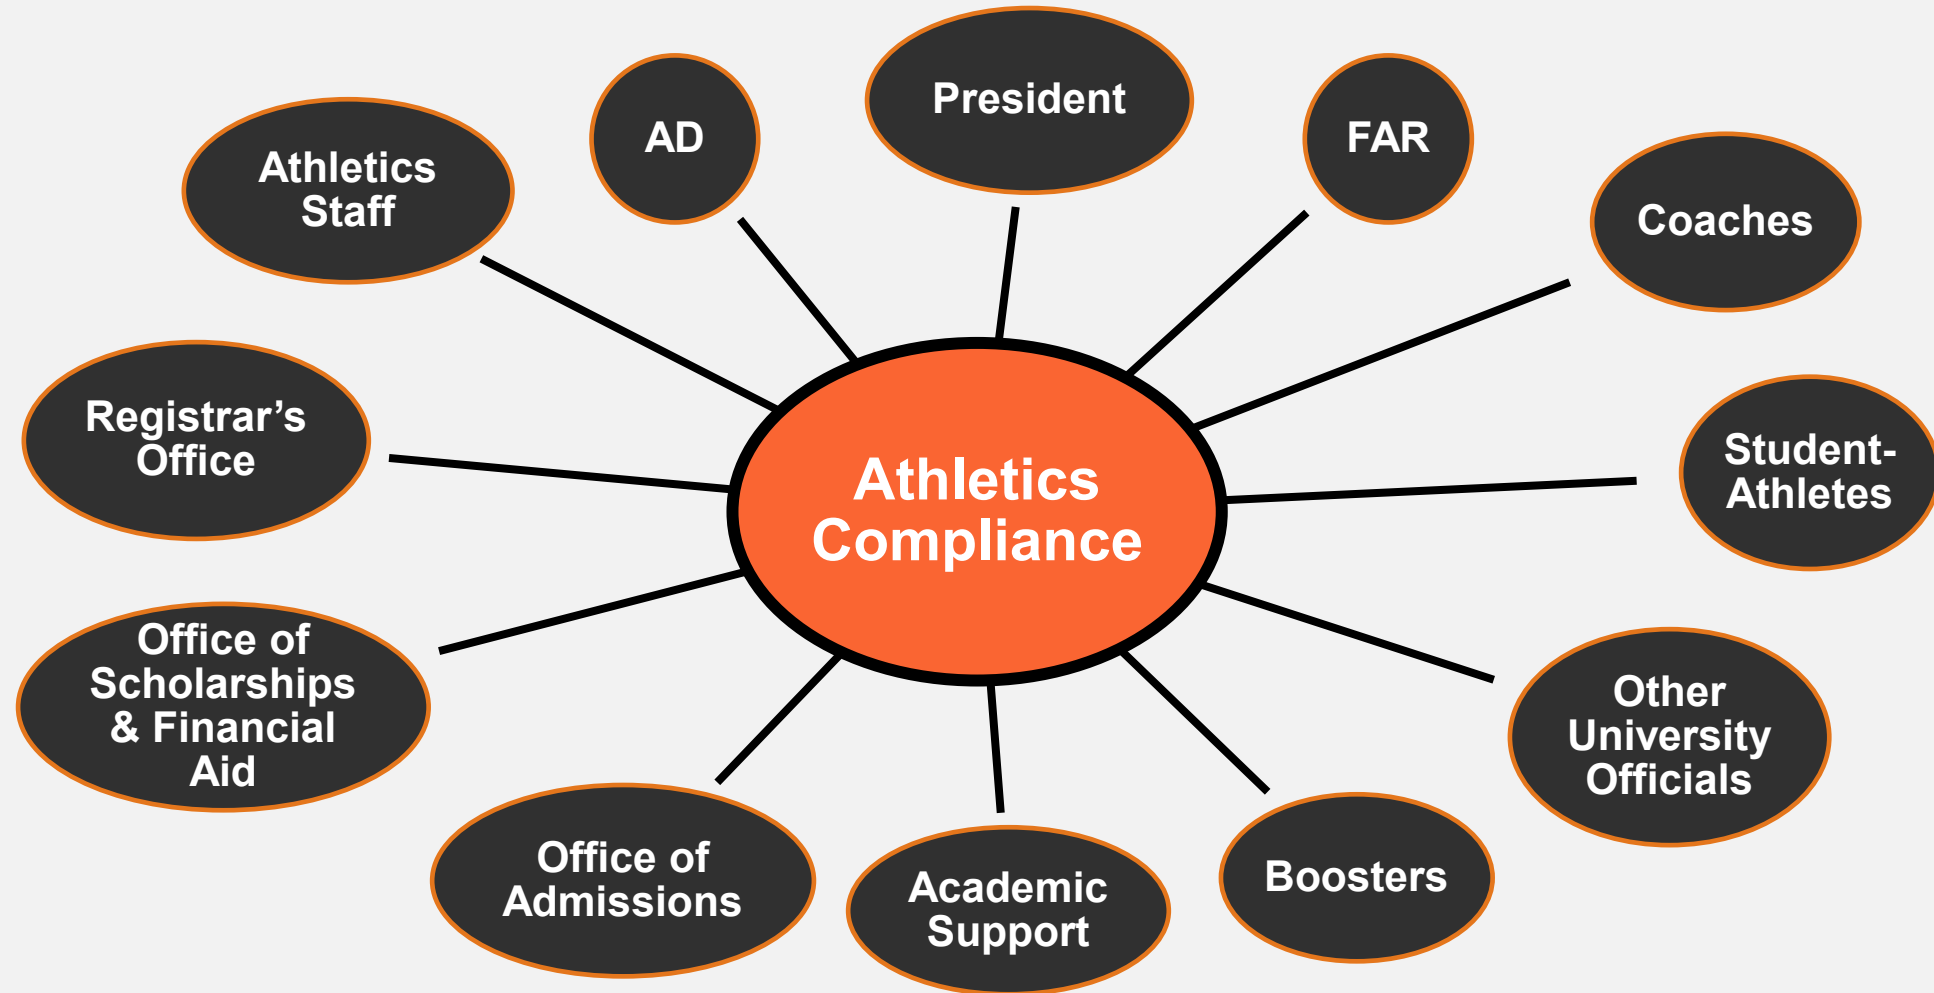 President
AD
FAR
Athletics
Staff
Coaches
Registrar’s
Office
Student-
Athletes
Athletics
Compliance
Office of
Scholarships
& Financial
Aid
Other
University
Officials
Office of
Admissions
Academic
Support
Boosters